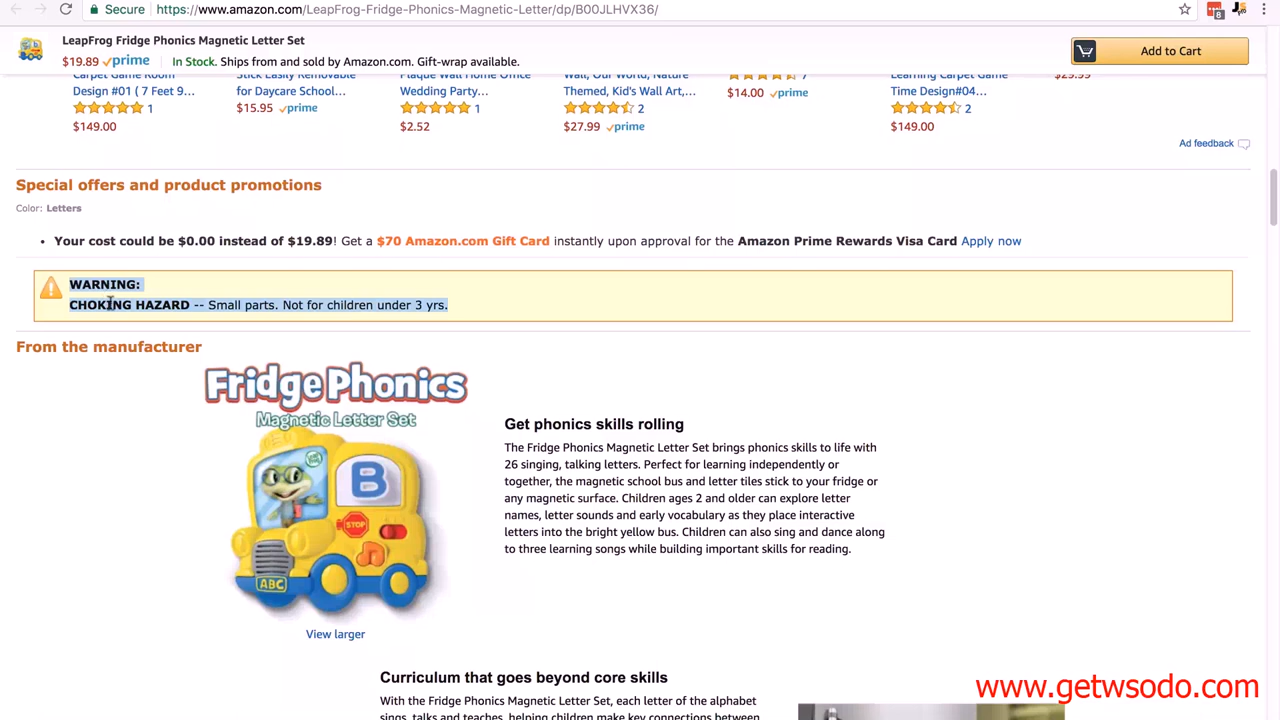 Secure https://www.amazon.com/LeapFrog-Fridge-Phonics-Magnetic-Letter/dp/B00JLHVX36/
8
LeapFrog Fridge Phonics Magnetic Letter Set
$19.89 prime In Stock. Ships from and sold by Amazon.com. Gift-wrap available.
Add to Cart
Carpet Game Room
Design #01 ( 7 Feet 9...
1
$149.00
Stick Easily Removable
for Daycare School...
$15.95 prime
Plaque Wall Home Office
Wedding Party...
1
$2.52
Wall, Our World, Nature
Themed, Kid's Wall Art,...
2
$27.99 prime
7
$14.00 prime
Learning Carpet Game
Time Design#04...
2
$149.00
$29.99
Ad feedback
Special offers and product promotions
Color: Letters
• Your cost could be $0.00 instead of $19.89! Get a $70 Amazon.com Gift Card instantly upon approval for the Amazon Prime Rewards Visa Card Apply now
WARNING:
CHOKING HAZARD -- Small parts. Not for children under 3 yrs.
From the manufacturer
Fridge Phonics
Magnetic Letter Set
B
STOP
ABC
View larger
Get phonics skills rolling
The Fridge Phonics Magnetic Letter Set brings phonics skills to life with
26 singing, talking letters. Perfect for learning independently or
together, the magnetic school bus and letter tiles stick to your fridge or
any magnetic surface. Children ages 2 and older can explore letter
names, letter sounds and early vocabulary as they place interactive
letters into the bright yellow bus. Children can also sing and dance along
to three learning songs while building important skills for reading.
Curriculum that goes beyond core skills
With the Fridge Phonics Magnetic Letter Set, each letter of the alphabet
sings, talks and teaches, helping children make key connections between
www.getwsodo.com